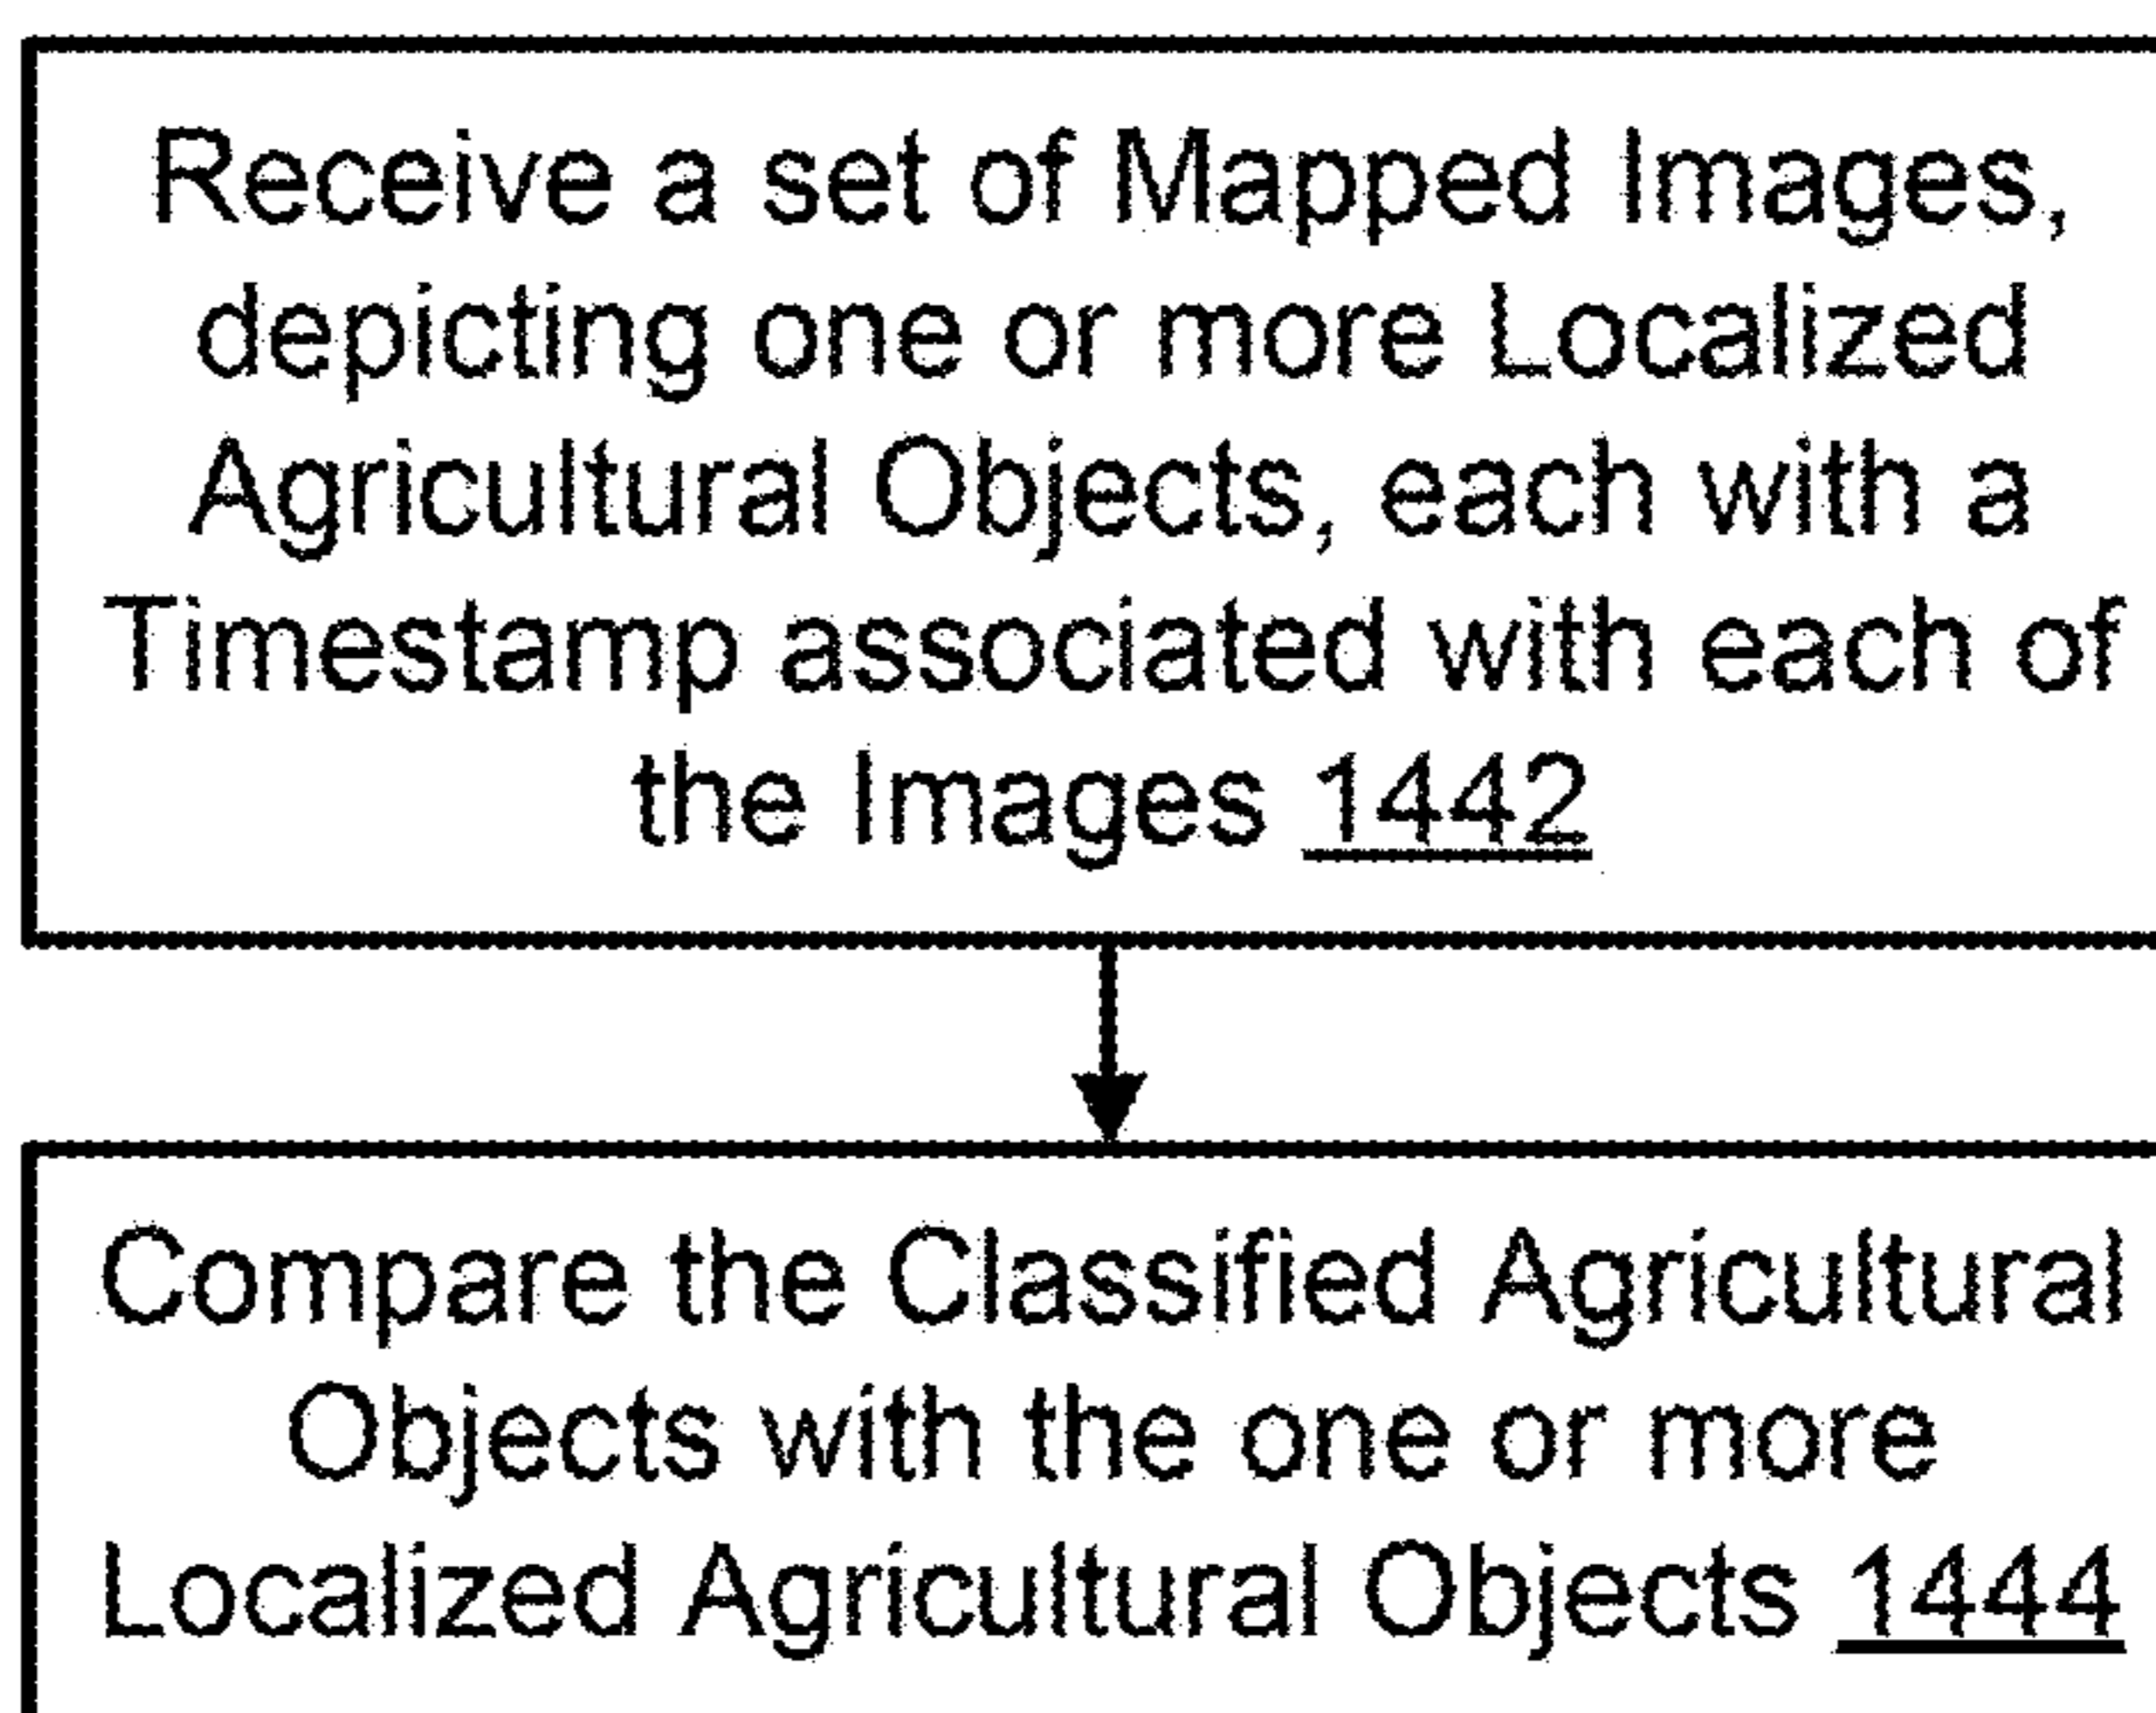 Receive a set of Mapped Images,
depicting one or more Localized
Agricultural Objects, each with a
Timestamp associated with each of
the Images 1442
Compare the Classified Agricultural
Objects with the one or more
Localized Agricultural Objects 1444